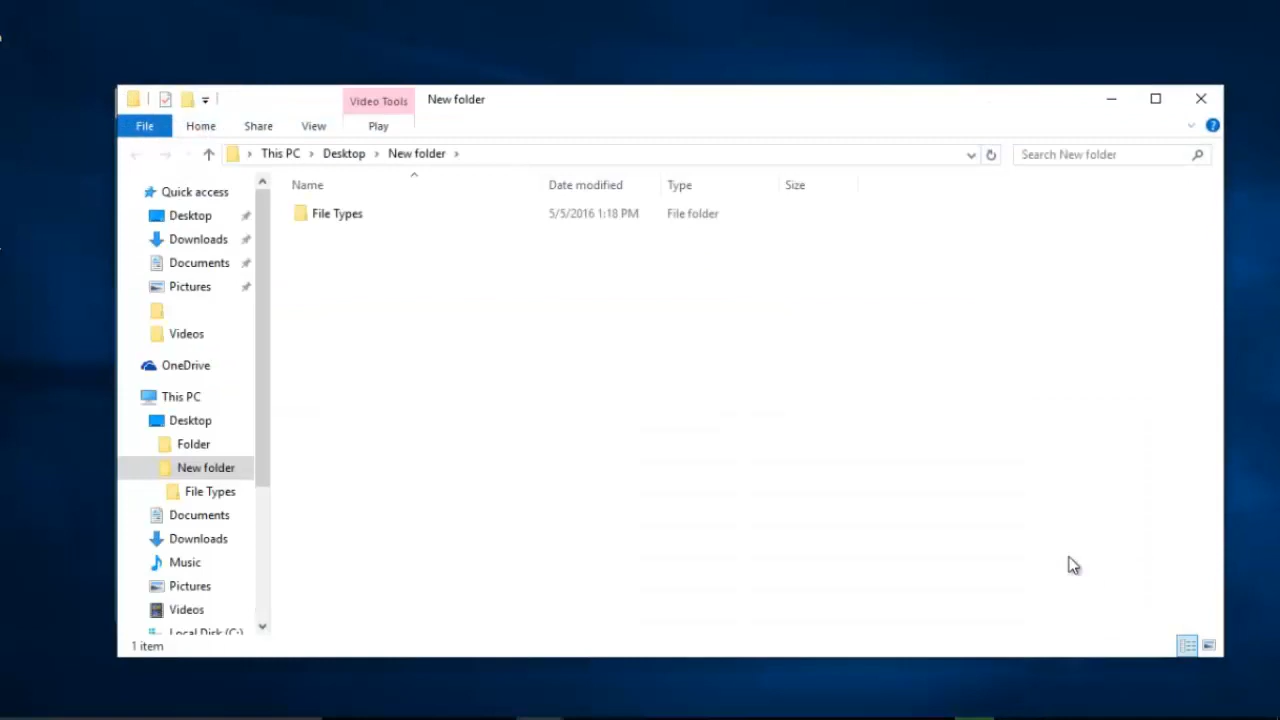 Video Tools New folder
File Home Share View Play
This PC Desktop New folder
Search New folder
Name Date modified Type Size
File Types 5/5/2016 1:18 PM File folder
Quick access
Desktop
Downloads
Documents
Pictures
Videos
OneDrive
This PC
Desktop
Folder
New folder
File Types
Documents
Downloads
Music
Pictures
Videos
Local Disk (C:)
1 item